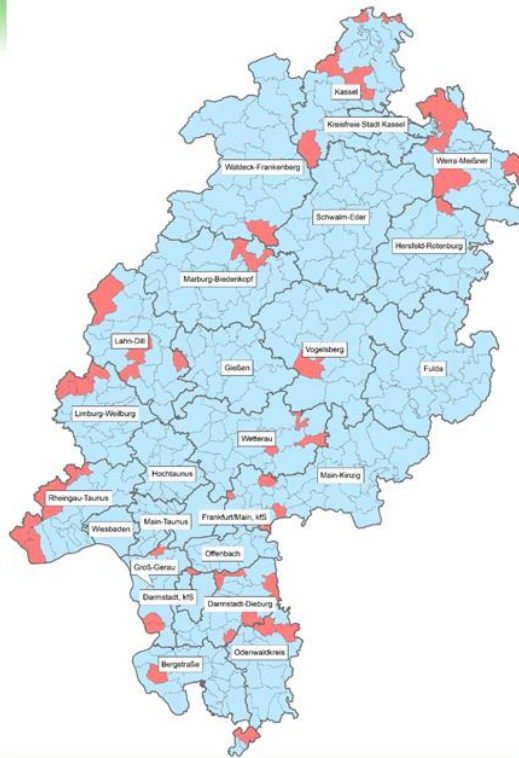 Kassel
Kreisfreie Stadt Kassel
Werra-Meißner
Waldeck-Frankenberg
Schwalm-Eder
Hersfeld-Rotenburg
Marburg-Biedenkopf
Lahn-Dill
Vogelsberg
Gießen
Fulda
Limburg-Weilburg
Wetterau
Hochtaunus
Main-Kinzig
Rheingau-Taunus
Main-Taunus
Frankfurt/Main, kfS
Wiesbaden
Offenbach
Groß-Gerau
Darmstadt, kfS
Darmstadt-Dieburg
Odenwaldkreis
Bergstraße